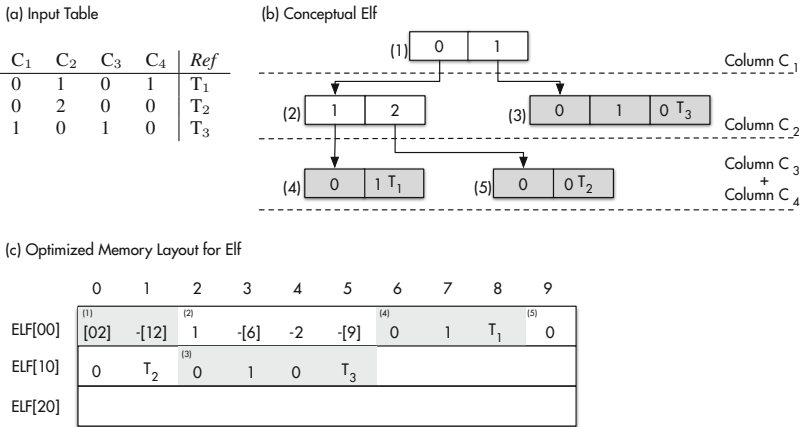 (a) Input Table
C1 C2 C3 C4 Ref
0 1 0 1 T1
0 2 0 0 T2
1 0 1 0 T3
(b) Conceptual Elf
(1) 0 1
Column C1
(2) 1 2
(3) 0 1 0 T3
Column C2
(4) 0 1 T1
(5) 0 0 T2
Column C3
+
Column C4
(c) Optimized Memory Layout for Elf
0 1 2 3 4 5 6 7 8 9
(1) (2) (4) (5)
ELF[00] [02] -[12] 1 -[6] -2 -[9] 0 1 T1 0
(3)
ELF[10] 0 T2 0 1 0 T3
ELF[20]